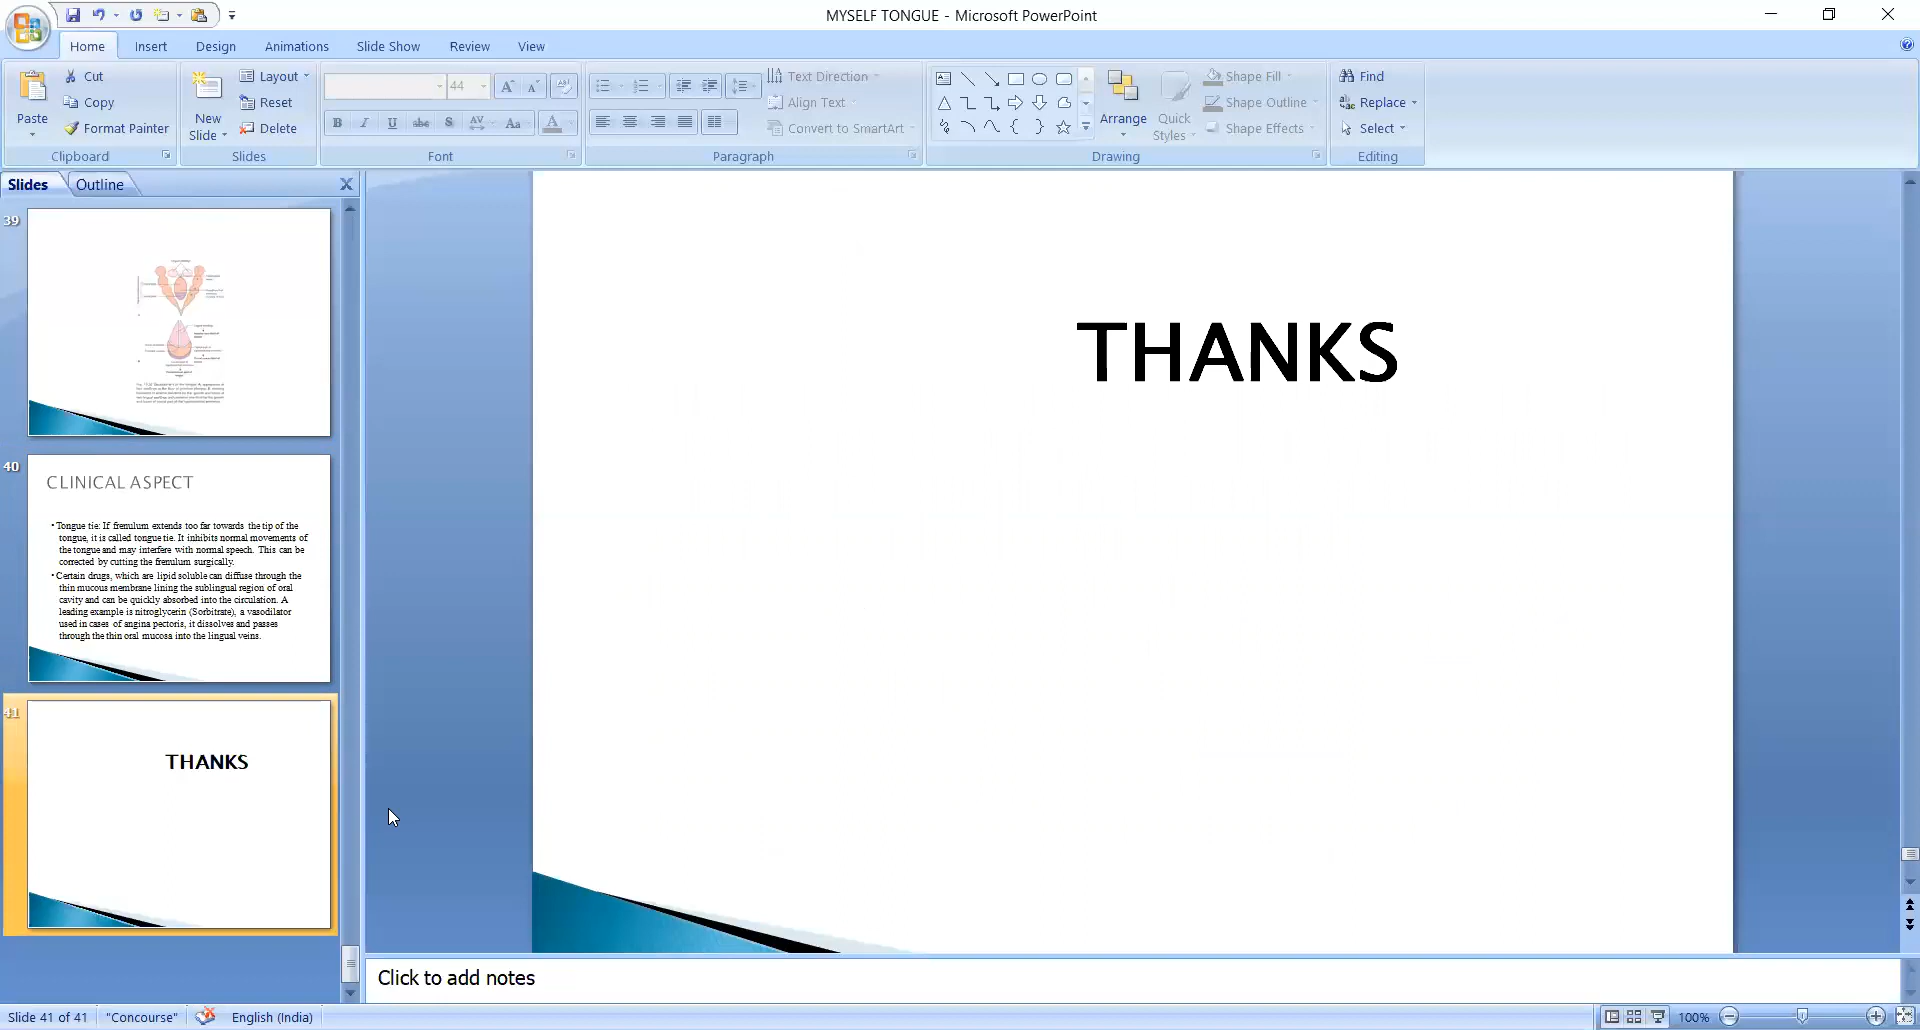 MYSELF TONGUE - Microsoft PowerPoint
Home Insert Design Animations Slide Show Review View
Paste
Cut
Copy
Format Painter
Clipboard
New
Slide
Layout
Reset
Delete
Slides
44
B I U abc S AV Aa A
Font
Text Direction
Align Text
Convert to SmartArt
Paragraph
Arrange
Quick
Styles
Shape Fill
Shape Outline
Shape Effects
Drawing
Find
Replace
Select
Editing
Slides Outline
39
40
CLINICAL ASPECT
• Tongue tie: If frenulum extends too far towards the tip of the
tongue, it is called tongue tie. It inhibits normal movements of
the tongue and may interfere with normal speech. This can be
corrected by cutting the frenulum surgically.
• Certain drugs, which are lipid soluble can diffuse through the
thin mucous membrane lining the sublingual region of oral
cavity and can be quickly absorbed into the circulation. A
leading example is nitroglycerin (Sorbitrate), a vasodilator
used in cases of angina pectoris, it dissolves and passes
through the thin oral mucosa into the lingual veins.
41
THANKS
THANKS
Click to add notes
Slide 41 of 41 "Concourse" English (India) 100%